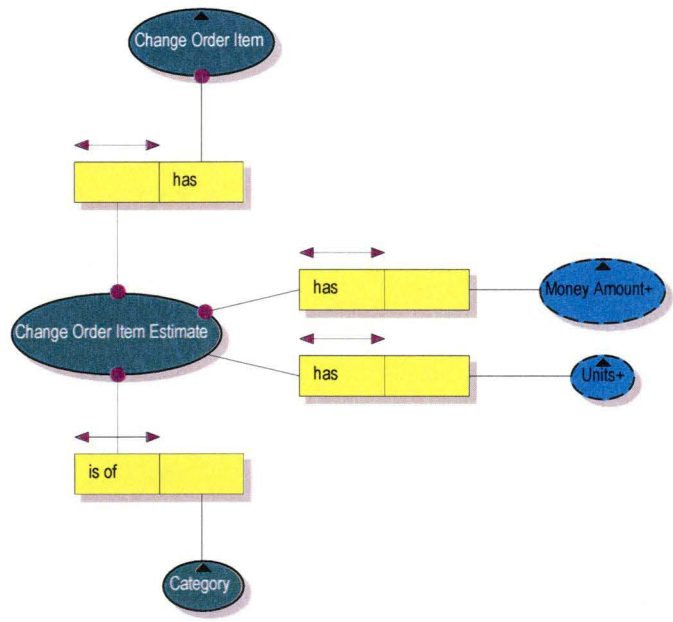 Change Order Item
has
has
Money Amount+
Change Order Item Estimate
has
Units+
is of
Category